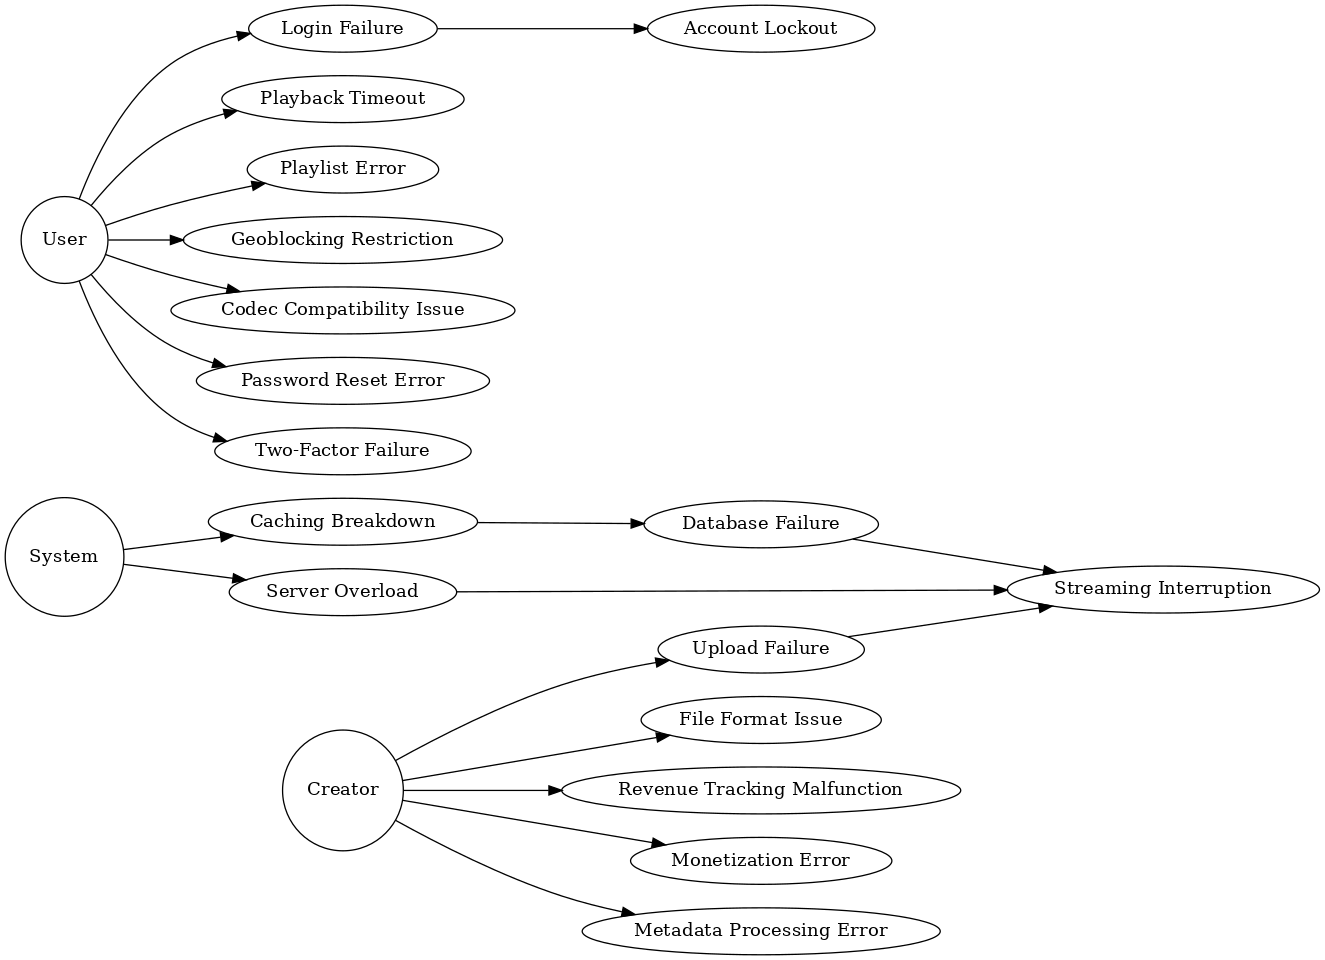 Login Failure
Account Lockout
Playback Timeout
Playlist Error
User
Geoblocking Restriction
Codec Compatibility Issue
Password Reset Error
Two-Factor Failure
System
Caching Breakdown
Database Failure
Server Overload
Streaming Interruption
Upload Failure
File Format Issue
Creator
Revenue Tracking Malfunction
Monetization Error
Metadata Processing Error